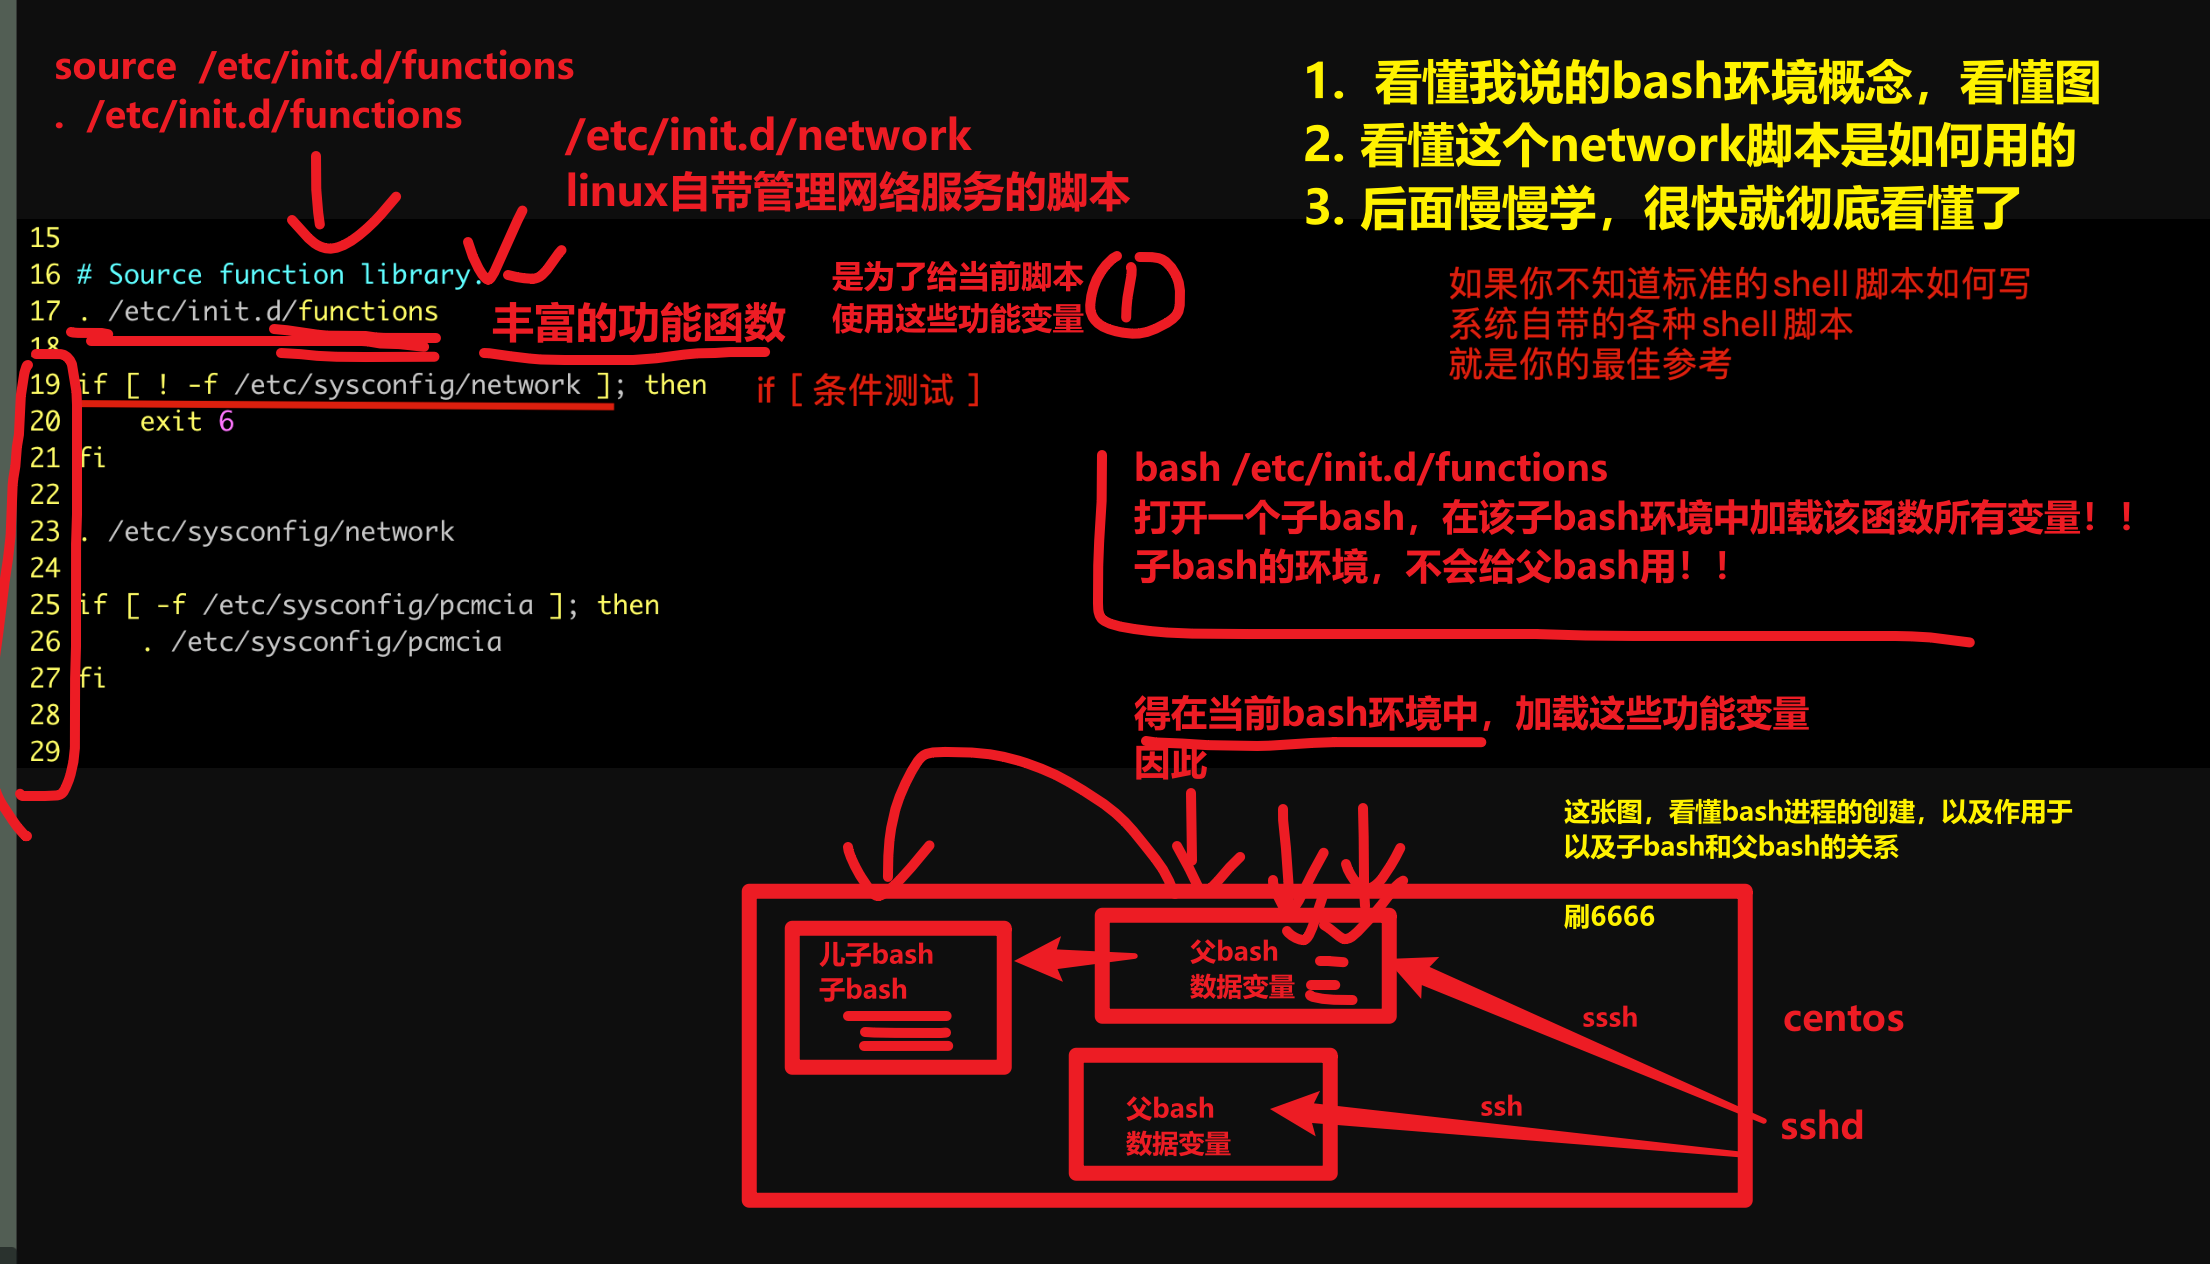 source /etc/init.d/functions
. /etc/init.d/functions
/etc/init.d/network
linux自带管理网络服务的脚本
1. 看懂我说的bash环境概念，看懂图
2. 看懂这个network脚本是如何用的
3. 后面慢慢学，很快就彻底看懂了
如果你不知道标准的shell脚本如何写
系统自带的各种shell脚本
就是你的最佳参考
15
16 # Source function library.
17 . /etc/init.d/functions
丰富的功能函数
是为了给当前脚本
使用这些功能变量
1
18
19 if [ ! -f /etc/sysconfig/network ]; then
if [ 条件测试 ]
20 exit 6
21 fi
22
23 . /etc/sysconfig/network
24
25 if [ -f /etc/sysconfig/pcmcia ]; then
26 . /etc/sysconfig/pcmcia
27 fi
28
29
bash /etc/init.d/functions
打开一个子bash，在该子bash环境中加载该函数所有变量！！
子bash的环境，不会给父bash用！！
得在当前bash环境中，加载这些功能变量
因此
这张图，看懂bash进程的创建，以及作用于
以及子bash和父bash的关系
刷6666
儿子bash
子bash
父bash
数据变量
sssh
centos
父bash
数据变量
ssh
sshd